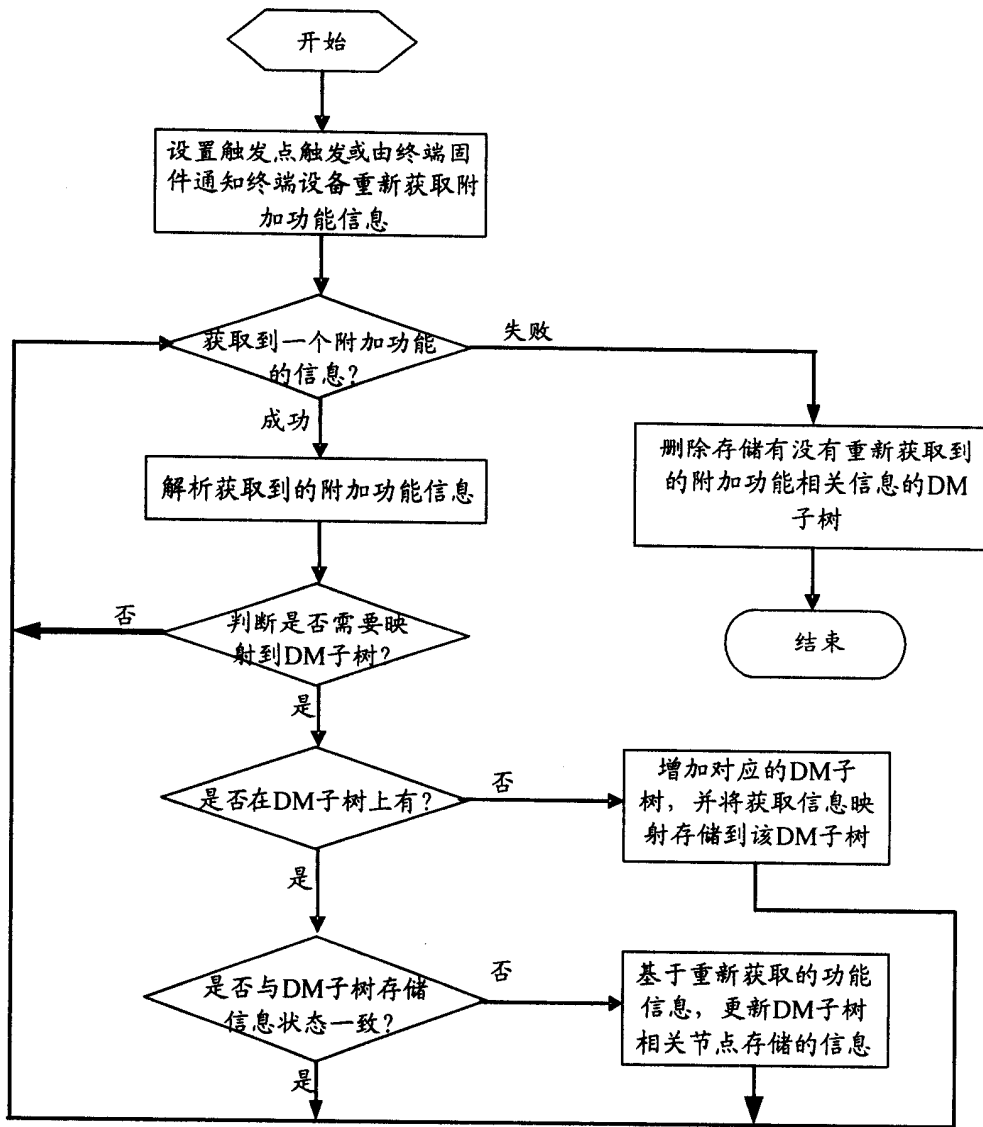 开始
设置触发点触发或由终端固
件通知终端设备重新获取附
加功能信息
获取到一个附加功能
的信息?
失败
成功
删除存储有没有重新获取到
的附加功能相关信息的DM
子树
解析获取到的附加功能信息
否
判断是否需要映
射到DM子树?
结束
是
是否在DM子树上有?
否
增加对应的DM子
树，并将获取信息映
射存储到该DM子树
是
是否与DM子树存储
信息状态一致?
否
基于重新获取的功能
信息，更新DM子树
相关节点存储的信息
是